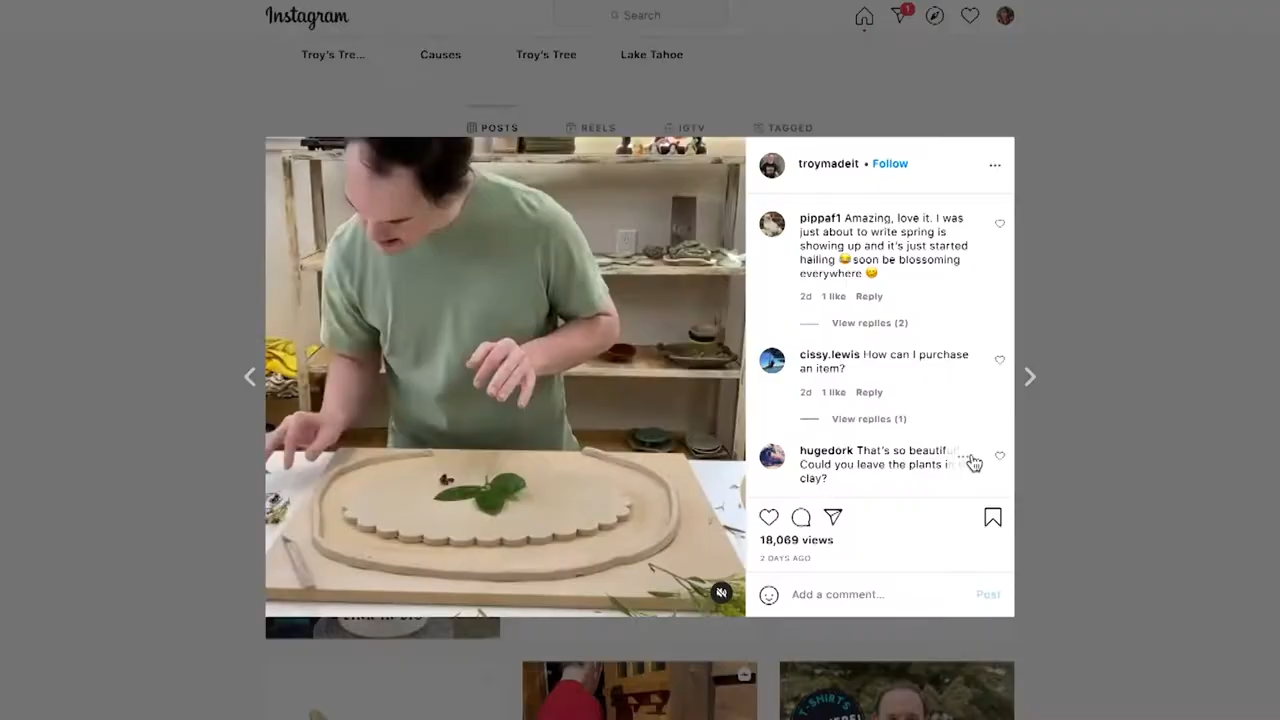 Instagram
Search
1
Troy's Tre...
Causes
Troy's Tree
Lake Tahoe
POSTS
REELS
IGTV
TAGGED
troymadeit • Follow
pippaf1 Amazing, love it. I was
just about to write spring is
showing up and it's just started
hailing 😂 soon be blossoming
everywhere 😊
2d 1 like Reply
View replies (2)
cissy.lewis How can I purchase
an item?
2d 1 like Reply
View replies (1)
hugedork That's so beautiful
Could you leave the plants in
clay?
18,069 views
2 DAYS AGO
Add a comment...
Post
T-SHIRTS